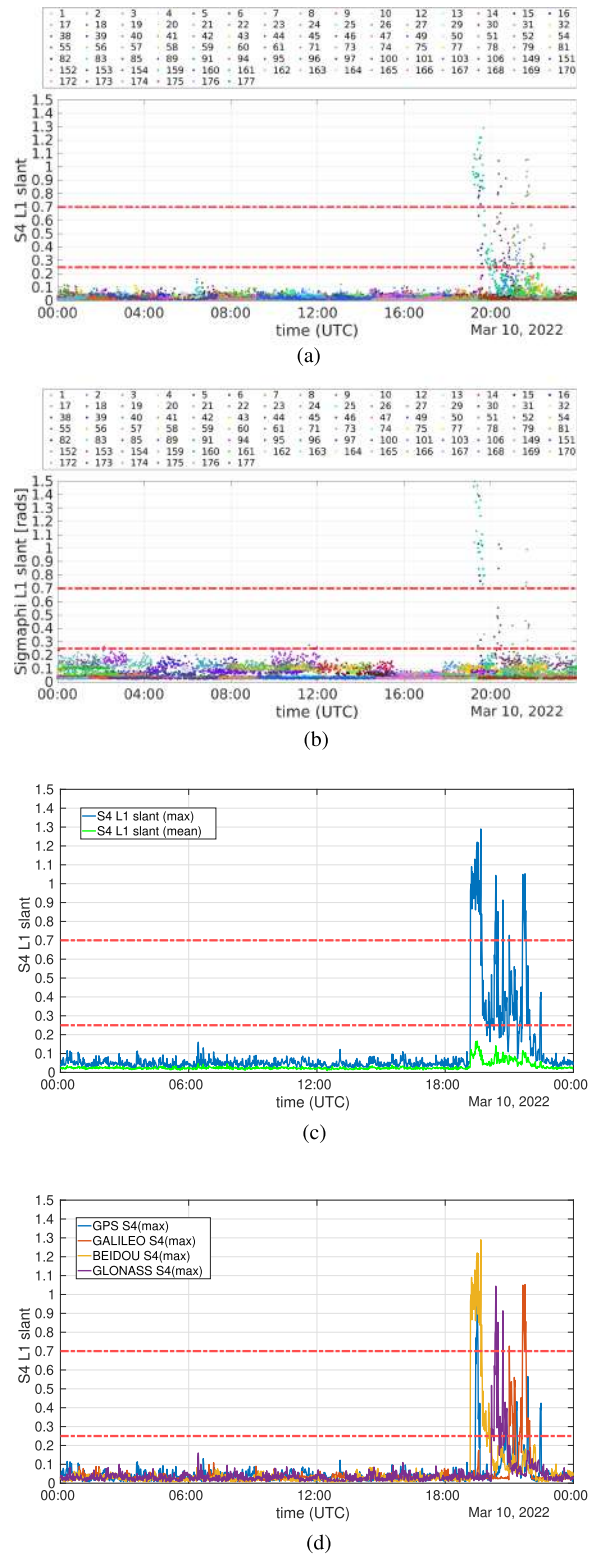 1 2 3 4 5 6 7 8 9 10 12 13 14 15 16
17 18 19 20 21 22 23 24 25 26 27 29 30 31 32
38 39 40 41 42 43 44 45 46 47 49 50 51 52 54
55 56 57 58 59 60 61 71 73 74 75 77 78 79 81
82 83 85 89 91 94 95 96 97 100 101 103 106 149 151
152 153 154 159 160 161 162 163 164 165 166 167 168 169 170
172 173 174 175 176 177
1.5
1.4
1.3
1.2
1.1
1
0.9
0.8
0.7
0.6
0.5
0.4
0.3
0.2
0.1
0
S4 L1 slant
00:00 04:00 08:00 12:00 16:00 20:00
time (UTC) Mar 10, 2022
(a)
1 2 3 4 5 6 7 8 9 10 12 13 14 15 16
17 18 19 20 21 22 23 24 25 26 27 29 30 31 32
38 39 40 41 42 43 44 45 46 47 49 50 51 52 54
55 56 57 58 59 60 61 71 73 74 75 77 78 79 81
82 83 85 89 91 94 95 96 97 100 101 103 106 149 151
152 153 154 159 160 161 162 163 164 165 166 167 168 169 170
172 173 174 175 176 177
1.5
1.4
1.3
1.2
1.1
1
0.9
0.8
0.7
0.6
0.5
0.4
0.3
0.2
0.1
0
Sigmaphi L1 slant [rads]
00:00 04:00 08:00 12:00 16:00 20:00
time (UTC) Mar 10, 2022
(b)
1.5
1.4
1.3
1.2
1.1
1
0.9
0.8
0.7
0.6
0.5
0.4
0.3
0.2
0.1
0
S4 L1 slant
S4 L1 slant (max)
S4 L1 slant (mean)
00:00 06:00 12:00 18:00 00:00
time (UTC) Mar 10, 2022
(c)
1.5
1.4
1.3
1.2
1.1
1
0.9
0.8
0.7
0.6
0.5
0.4
0.3
0.2
0.1
0
S4 L1 slant
GPS S4(max)
GALILEO S4(max)
BEIDOU S4(max)
GLONASS S4(max)
00:00 06:00 12:00 18:00 00:00
time (UTC) Mar 10, 2022
(d)